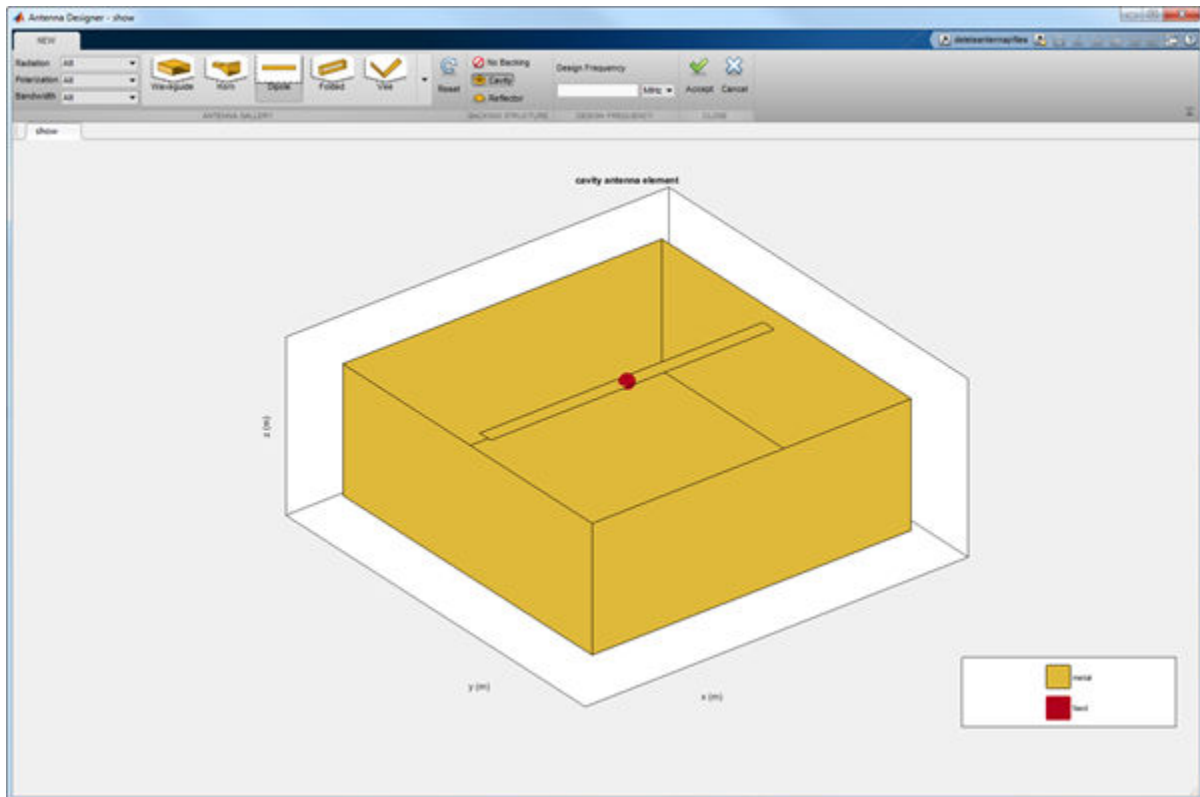 Antenna Designer - show
NEW
Radiation All
Polarization All
Bandwidth All
Waveguide Horn Dipole Folded Vee
Reset
No Backing
Cavity
Reflector
Design Frequency
MHz
Accept Cancel
ANTENNA GALLERY BACKING STRUCTURE DESIGN FREQUENCY CLOSE
show
cavity antenna element
z (m)
y (m)
x (m)
metal
feed